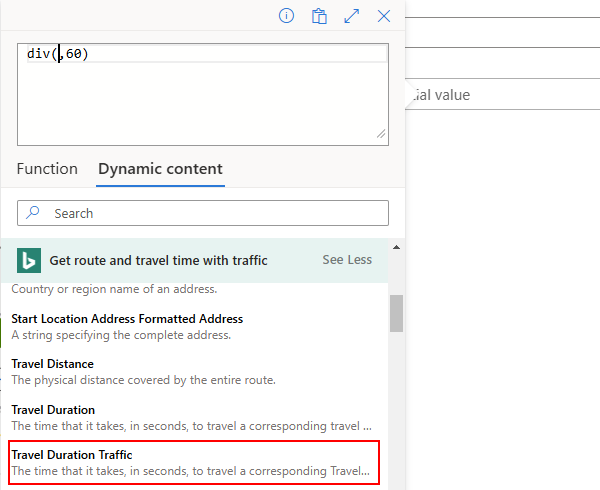 div(,60)
ial value
Function
Dynamic content
Search
Get route and travel time with traffic
See Less
Country or region name of an address.
Start Location Address Formatted Address
A string specifying the complete address.
Travel Distance
The physical distance covered by the entire route.
Travel Duration
The time that it takes, in seconds, to travel a corresponding travel ...
Travel Duration Traffic
The time that it takes, in seconds, to travel a corresponding Travel...